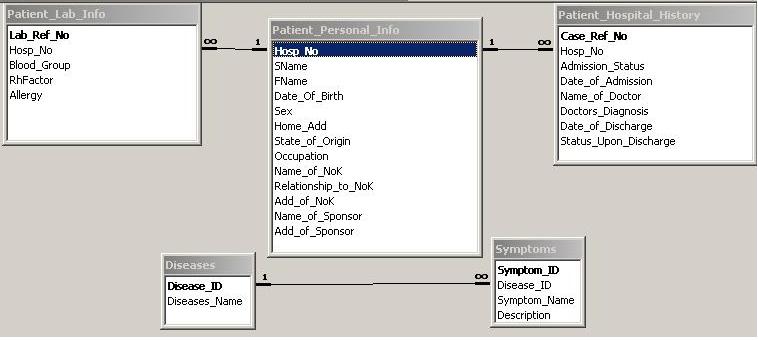 Patient_Lab_Info
Lab_Ref_No
Hosp_No
Blood_Group
RhFactor
Allergy
∞ 1
Patient_Personal_Info
Hosp_No
SName
FName
Date_Of_Birth
Sex
Home_Add
State_of_Origin
Occupation
Name_of_NoK
Relationship_to_NoK
Add_of_NoK
Name_of_Sponsor
Add_of_Sponsor
1 ∞
Patient_Hospital_History
Case_Ref_No
Hosp_No
Admission_Status
Date_of_Admission
Name_of_Doctor
Doctors_Diagnosis
Date_of_Discharge
Status_Upon_Discharge
Diseases
Disease_ID
Diseases_Name
1 ∞
Symptoms
Symptom_ID
Disease_ID
Symptom_Name
Description